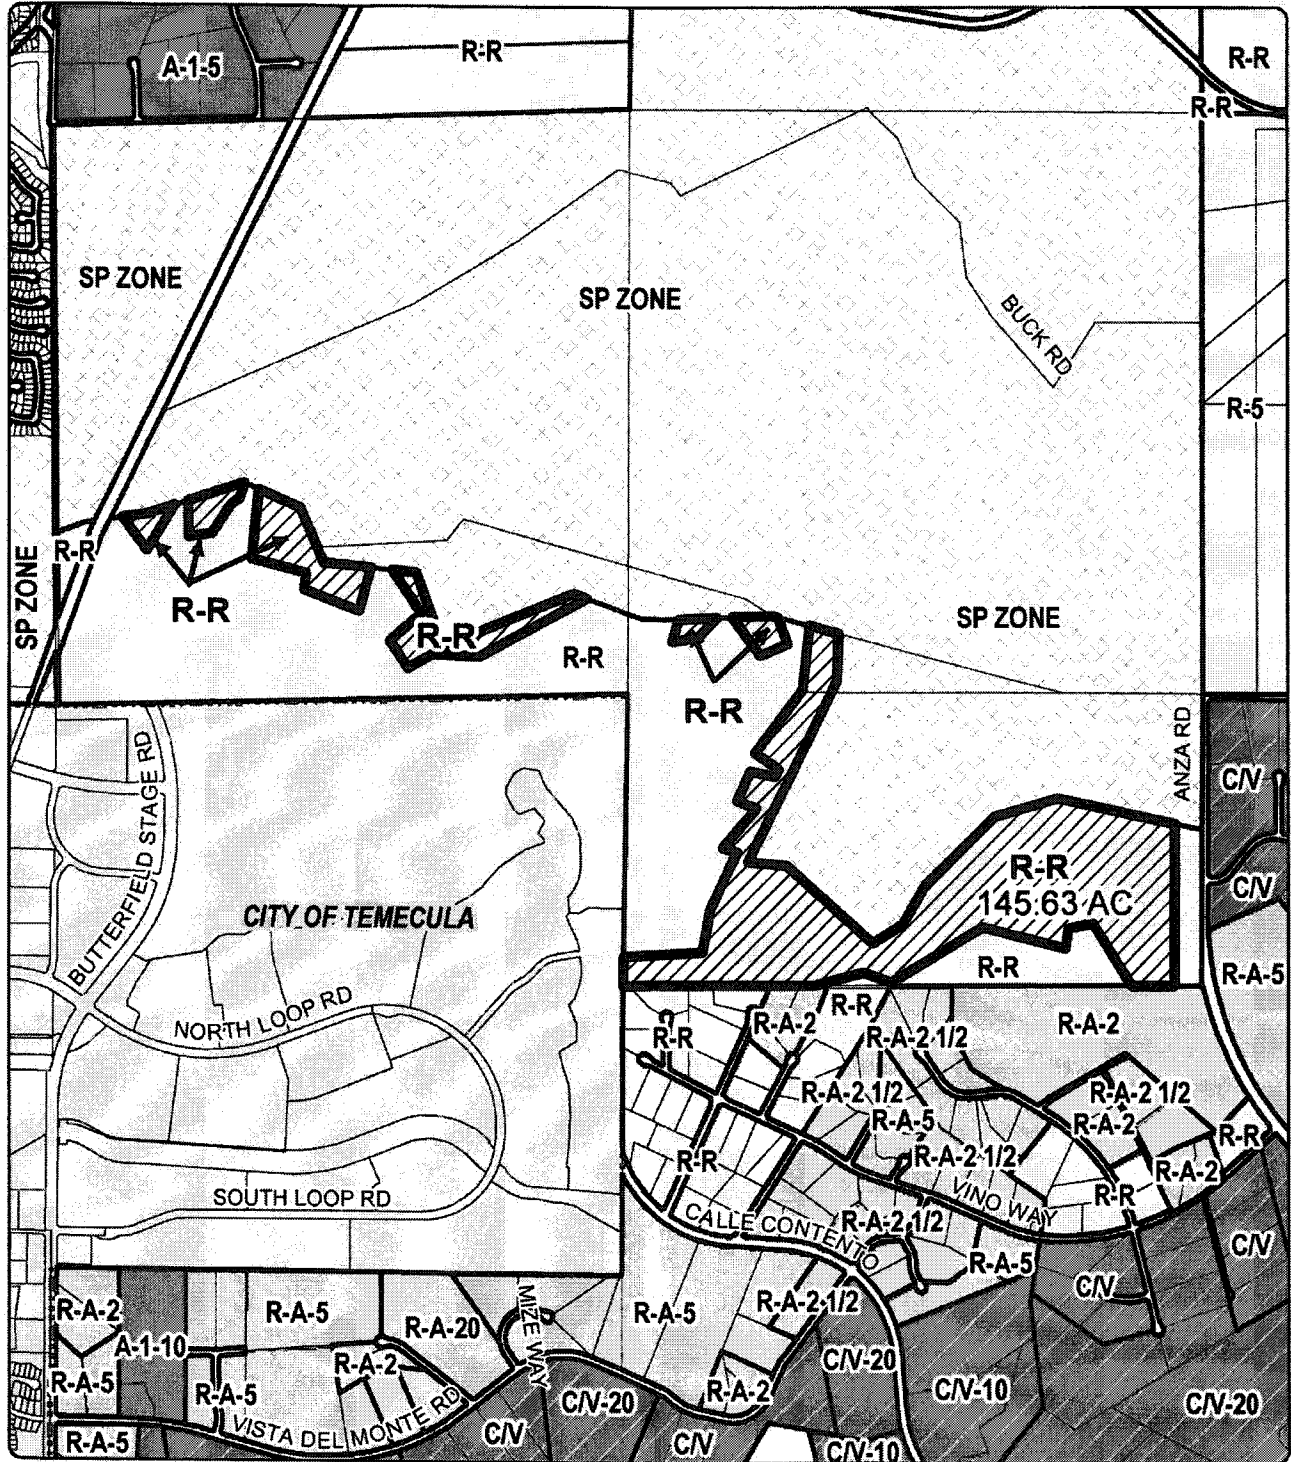 A-1-5
R-R
R-R
R-R
SP ZONE
SP ZONE
BUCK RD
R-5
SP ZONE
R-R
R-R
R-R
R-R
SP ZONE
R-R
ANZA RD
C/V
BUTTERFIELD STAGE RD
R-R
145.63 AC
C/V
CITY OF TEMECULA
R-R
R-A-5
NORTH LOOP RD
R-R
R-A-2
R-R
R-A-2 1/2
R-A-2
R-A-2 1/2
R-A-2 1/2
R-A-5
R-A-2
R-R
R-R
R-A-2 1/2
R-A-2
R-R
SOUTH LOOP RD
VINO WAY
CALLE CONTENTO
R-A-2 1/2
R-A-5
C/V
C/V
R-A-2
R-A-5
R-A-20
MIZE WAY
R-A-5
R-A-2 1/2
A-1-10
R-A-2
C/V-20
R-A-5
R-A-5
R-A-2
C/V-10
C/V-20
C/V-20
VISTA DEL MONTE RD
R-A-5
C/V
C/V
C/V-10